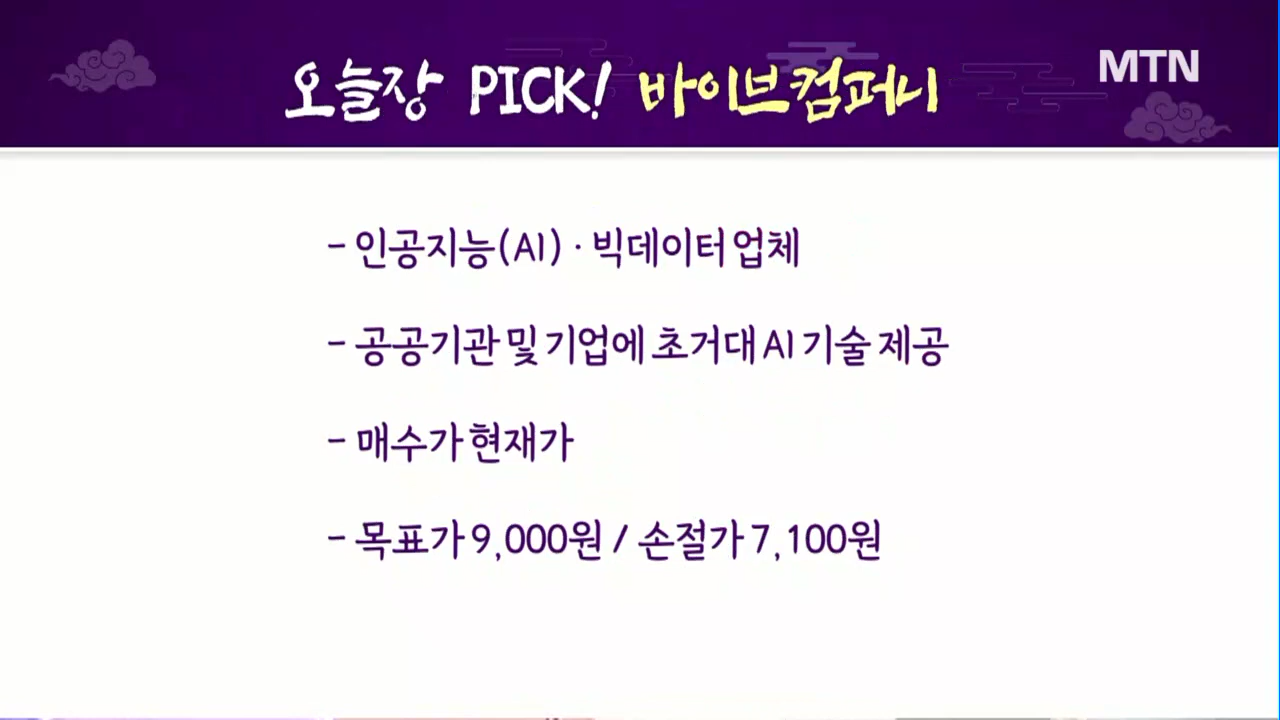 오늘장 PICK! 바이브컴퍼니
MTN
- 인공지능(AI) · 빅데이터 업체
- 공공기관 및 기업에 초거대 AI 기술 제공
- 매수가 현재가
- 목표가 9,000원 / 손절가 7,100원